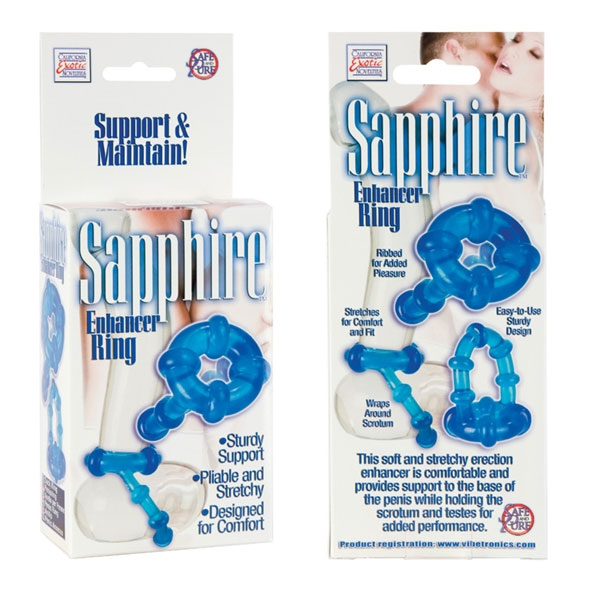 CALIFORNIA
Exotic
NOVELTIES
SAFE AND PURE
Support &
Maintain!
Sapphire™
Enhancer
Ring
•Sturdy
Support
•Pliable and
Stretchy
•Designed
for Comfort
CALIFORNIA
Exotic
NOVELTIES
Sapphire™
Enhancer
Ring
Ribbed
for Added
Pleasure
Stretches
for Comfort
and Fit
Easy-to-Use
Sturdy
Design
Wraps
Around
Scrotum
This soft and stretchy erection
enhancer is comfortable and
provides support to the base of
the penis while holding the
scrotum and testes for
added performance.
SAFE AND PURE
Product registration: www.vibetronics.com